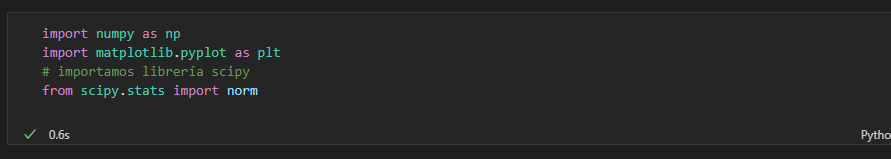 import numpy as np
import matplotlib.pyplot as plt
# importamos librería scipy
from scipy.stats import norm
0.6s
Pytho